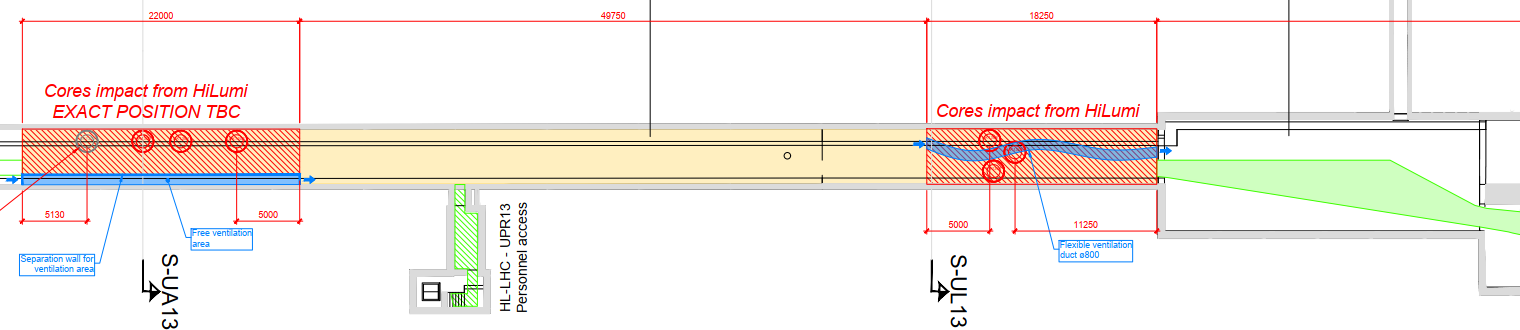 22000
49750
18250
Cores impact from HiLumi
EXACT POSITION TBC
Cores impact from HiLumi
5130
5000
5000
11250
Free ventilation
area
Separation wall for
ventilation area
Flexible ventilation
duct ø800
S-UA13
HL-LHC - UPR13
Personnel access
S-UL13